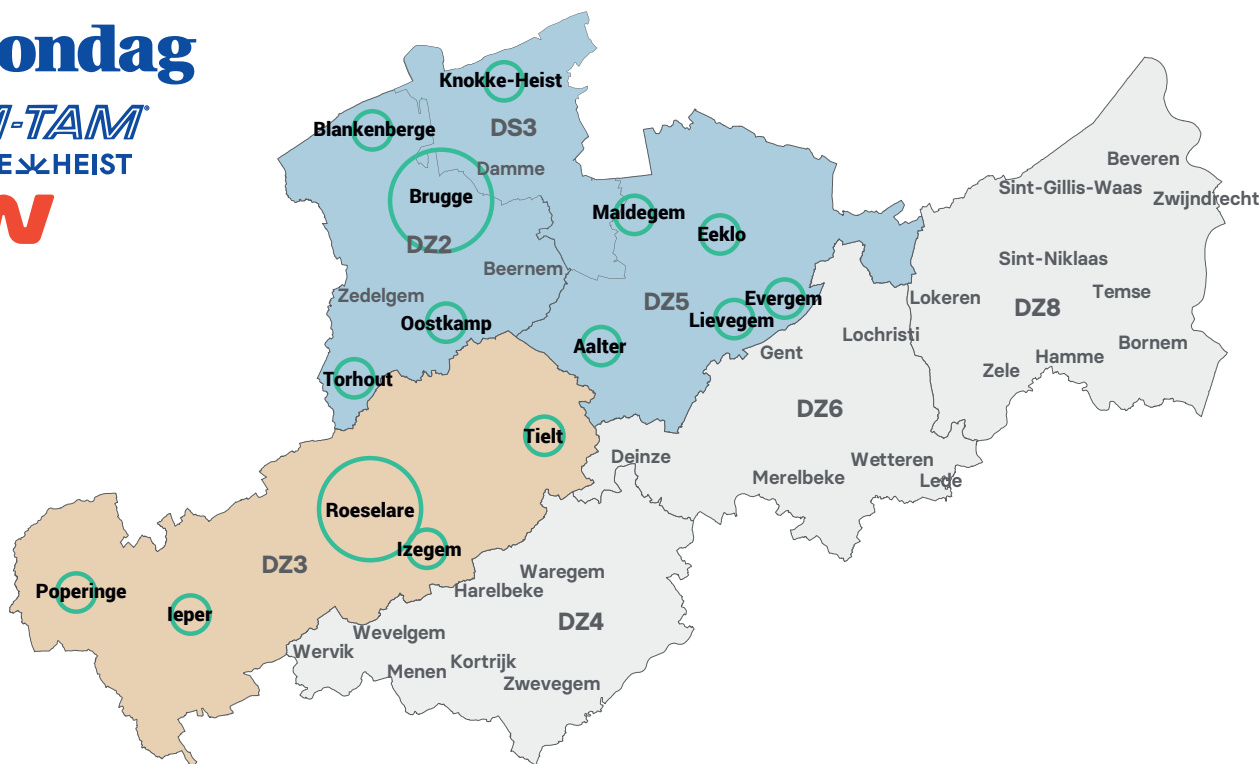 ondag
-TAM
E HEIST
Knokke-Heist
Blankenberge
DS3
Damme
Brugge
DZ2
Beernem
Zedelgem
Oostkamp
Torhout
Maldegem
Eeklo
DZ5
Evergem
Lievegem
Aalter
Beveren
Sint-Gillis-Waas
Zwijndrecht
Sint-Niklaas
Lokeren
DZ8
Temse
Bornem
Hamme
Zele
Lochristi
Gent
DZ6
Deinze
Wetteren
Merelbeke
Lede
Tielt
Roeselare
Izegem
DZ3
Poperinge
Ieper
Waregem
Harelbeke
DZ4
Wevelgem
Wervik
Kortrijk
Menen
Zwevegem